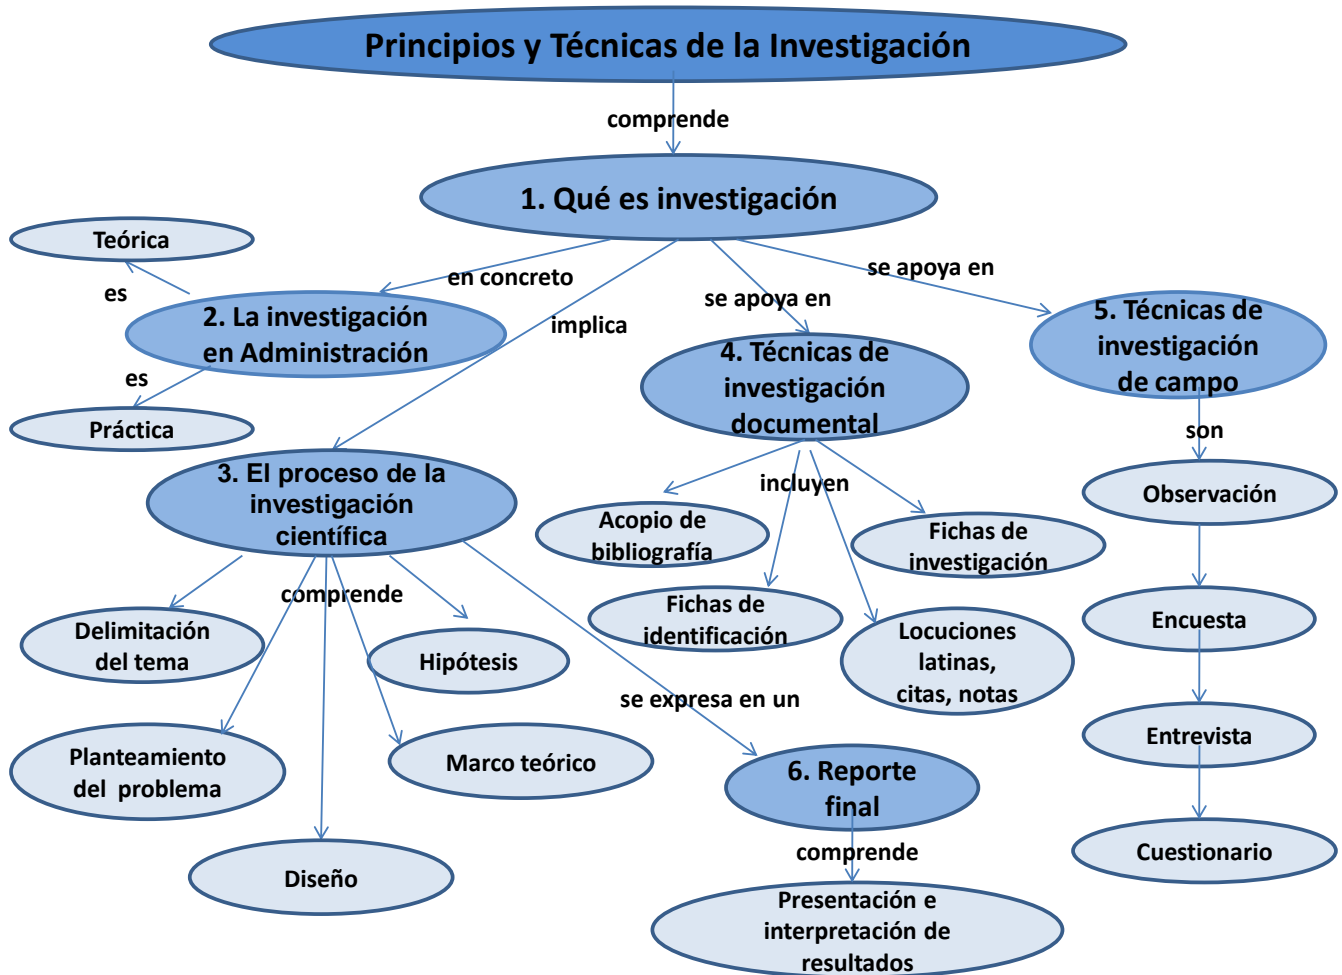 Principios y Técnicas de la Investigación
comprende
1. Qué es investigación
Teórica
es
en concreto
se apoya en
se apoya en
2. La investigación
en Administración
implica
5. Técnicas de
investigación
de campo
4. Técnicas de
investigación
documental
es
Práctica
son
3. El proceso de la
investigación
científica
incluyen
Observación
Acopio de
bibliografía
Fichas de
investigación
comprende
Fichas de
identificación
Encuesta
Delimitación
del tema
Hipótesis
Locuciones
latinas,
citas, notas
se expresa en un
Entrevista
Planteamiento
del  problema
Marco teórico
6. Reporte
final
comprende
Cuestionario
Diseño
Presentación e
interpretación de
resultados